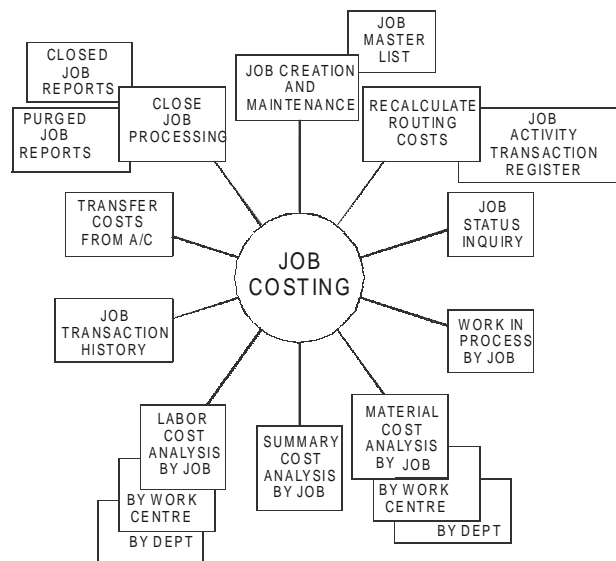 JOB
MASTER
LIST
CLOSED
JOB
REPORTS
JOB CREATION
AND
MAINTENANCE
PURGED
JOB
REPORTS
CLOSE
JOB
PROCESSING
RECALCULATE
ROUTING
COSTS
JOB
ACTIVITY
TRANSACTION
REGISTER
TRANSFER
COSTS
FROM A/C
JOB
STATUS
INQUIRY
JOB
COSTING
JOB
TRANSACTION
HISTORY
WORK IN
PROCESS
BY JOB
LABOR
COST
ANALYSIS
BY JOB
BY WORK
CENTRE
BY DEPT
SUMMARY
COST
ANALYSIS
BY JOB
MATERIAL
COST
ANALYSIS
BY JOB
BY WORK
CENTRE
BY DEPT